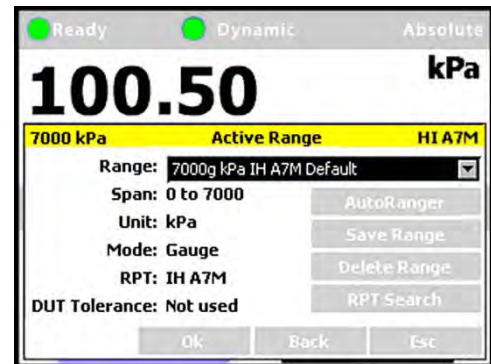 Ready Dynamic Absolute
100.50 kPa
7000 kPa Active Range HI A7M
Range: 7000g kPa IH A7M Default
Span: 0 to 7000
AutoRanger
Unit: kPa
Save Range
Mode: Gauge
Delete Range
RPT: IH A7M
RPT Search
DUT Tolerance: Not used
Ok Back Esc